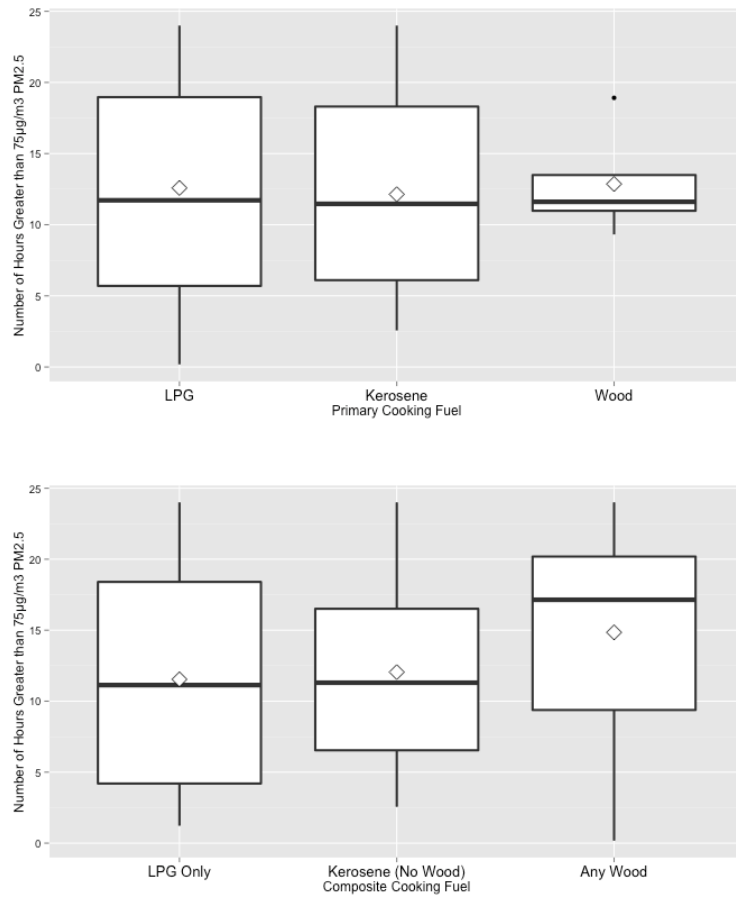 Number of Hours Greater than 75µg/m3 PM2.5
25
20
15
10
5
0
LPG
Kerosene
Wood
Primary Cooking Fuel
Number of Hours Greater than 75µg/m3 PM2.5
25
20
15
10
5
0
LPG Only
Kerosene (No Wood)
Any Wood
Composite Cooking Fuel